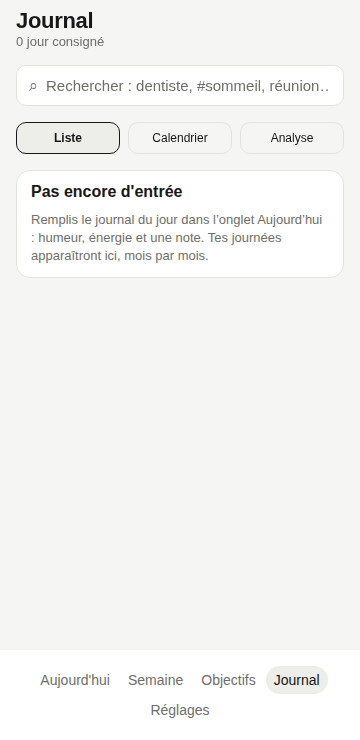 Journal
0 jour consigné
Rechercher : dentiste, #sommeil, réunion…
Liste
Calendrier
Analyse
Pas encore d'entrée
Remplis le journal du jour dans l'onglet Aujourd'hui
: humeur, énergie et une note. Tes journées
apparaîtront ici, mois par mois.
Aujourd'hui
Semaine
Objectifs
Journal
Réglages